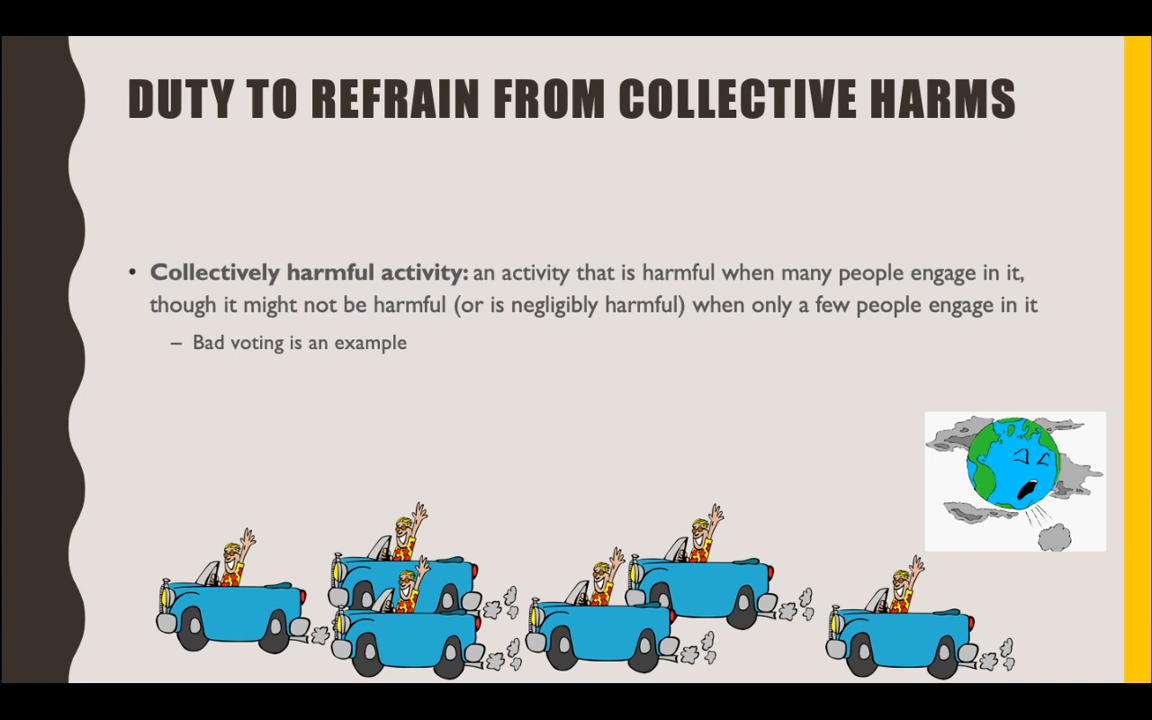 DUTY TO REFRAIN FROM COLLECTIVE HARMS
• Collectively harmful activity: an activity that is harmful when many people engage in it,
though it might not be harmful (or is negligibly harmful) when only a few people engage in it
– Bad voting is an example